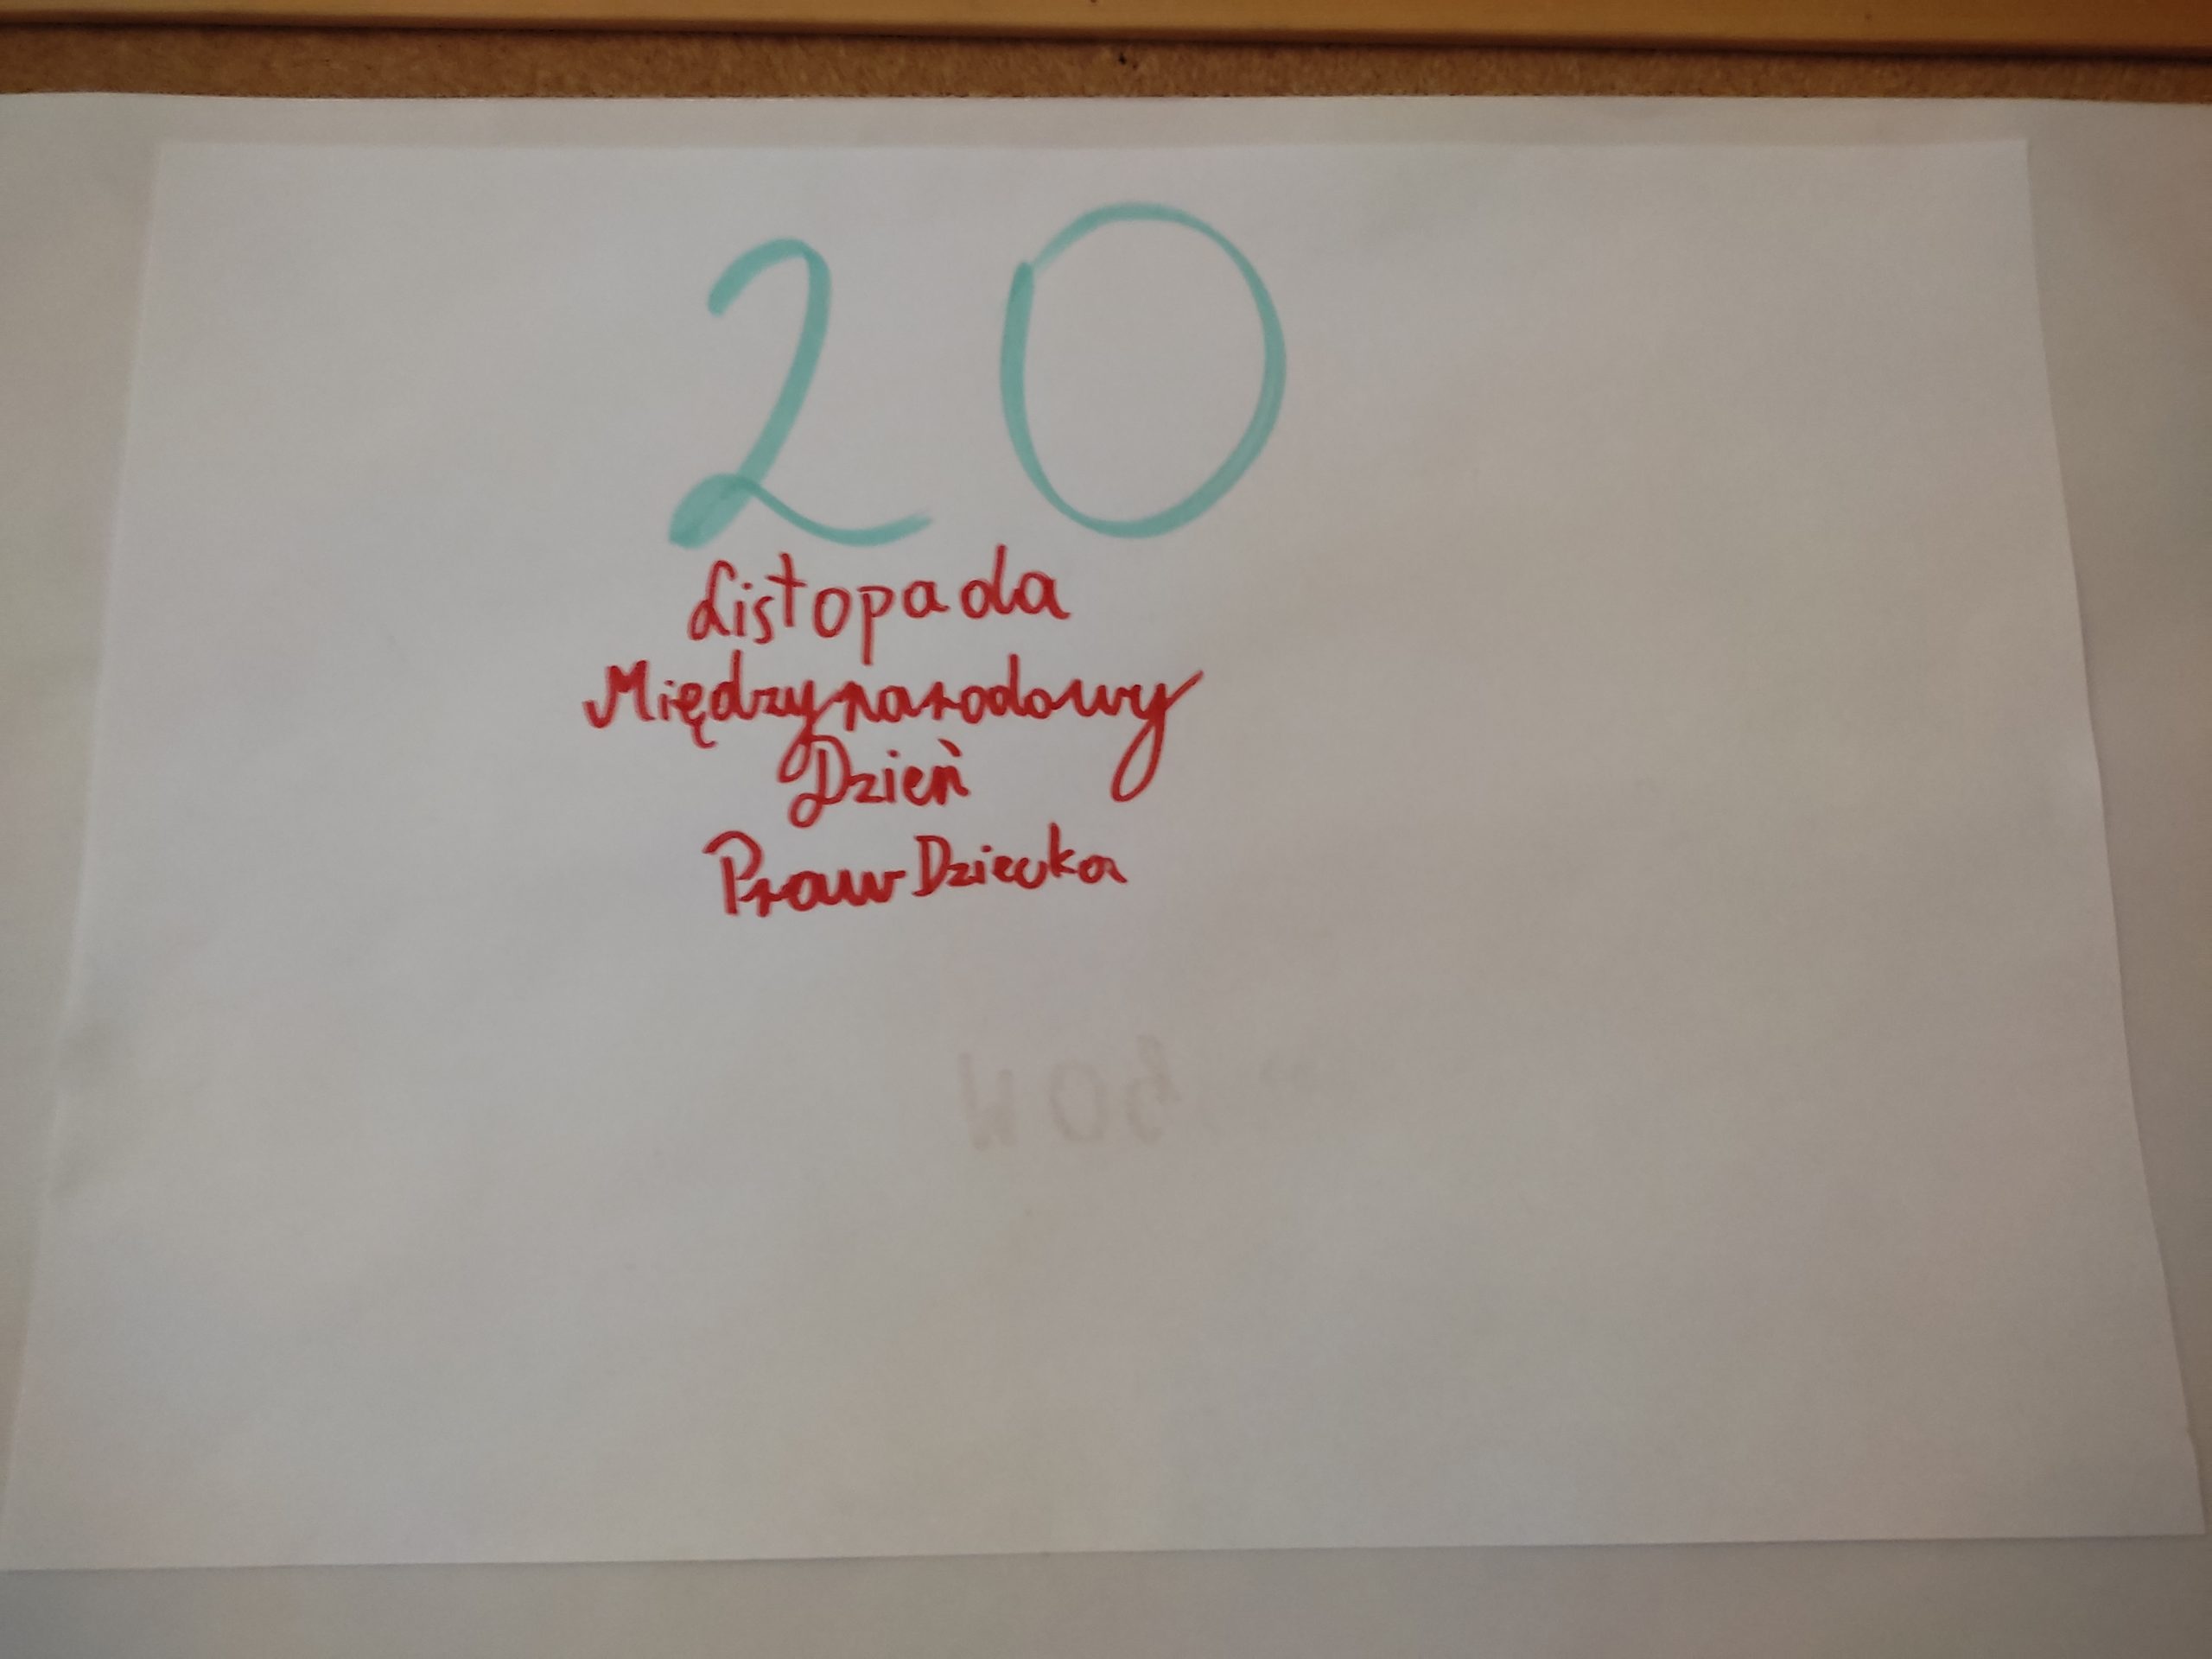 20
Listopada
Międzynarodowy
Dzień
Praw Dziecka